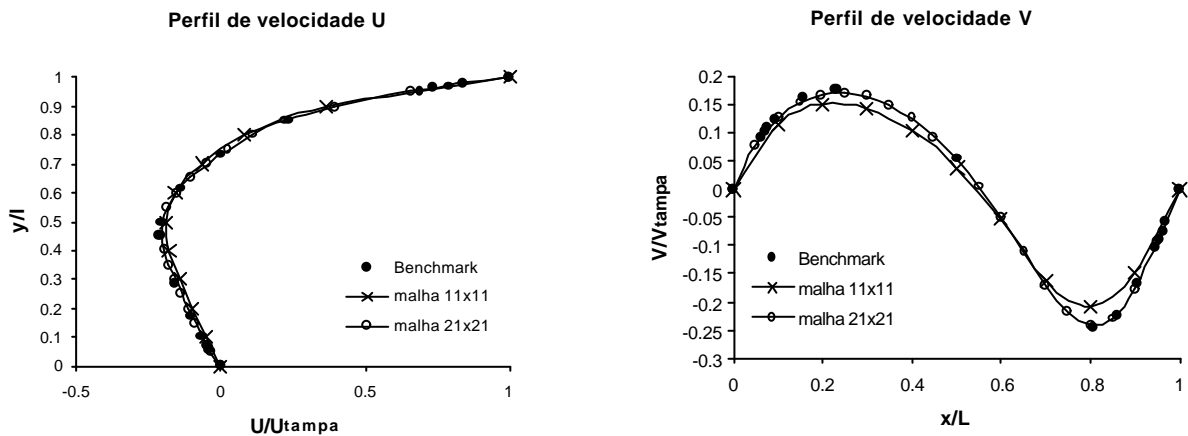 Perfil de velocidade U
1
0.9
0.8
0.7
0.6
0.5
0.4
0.3
0.2
0.1
0
y/l
-0.5
0
0.5
1
U/Utampa
Benchmark
malha 11x11
malha 21x21
Perfil de velocidade V
0.2
0.15
0.1
0.05
0
-0.05
-0.1
-0.15
-0.2
-0.25
-0.3
V/Vtampa
0
0.2
0.4
0.6
0.8
1
x/L
Benchmark
malha 11x11
malha 21x21